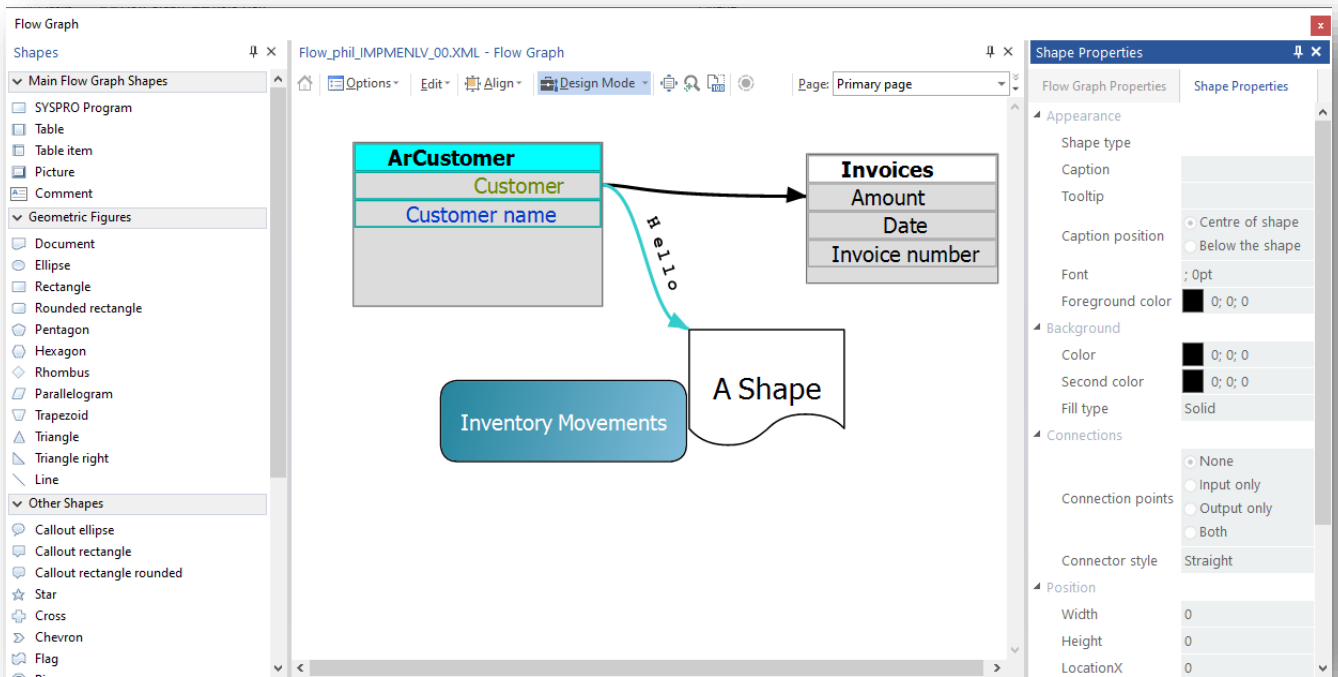 Flow Graph
x
Shapes
Main Flow Graph Shapes
SYSPRO Program
Table
Table item
Picture
Comment
Geometric Figures
Document
Ellipse
Rectangle
Rounded rectangle
Pentagon
Hexagon
Rhombus
Parallelogram
Trapezoid
Triangle
Triangle right
Line
Other Shapes
Callout ellipse
Callout rectangle
Callout rectangle rounded
Star
Cross
Chevron
Flag
Flow_phil_IMPMENLV_00.XML - Flow Graph
Options
Edit
Align
Design Mode
Page: Primary page
ArCustomer
Customer
Customer name
Invoices
Amount
Date
Invoice number
Hello
A Shape
Inventory Movements
Shape Properties
Flow Graph Properties
Shape Properties
Appearance
Shape type
Caption
Tooltip
Caption position
Centre of shape
Below the shape
Font ; 0pt
Foreground color 0; 0; 0
Background
Color 0; 0; 0
Second color 0; 0; 0
Fill type Solid
Connections
Connection points
None
Input only
Output only
Both
Connector style Straight
Position
Width 0
Height 0
LocationX 0